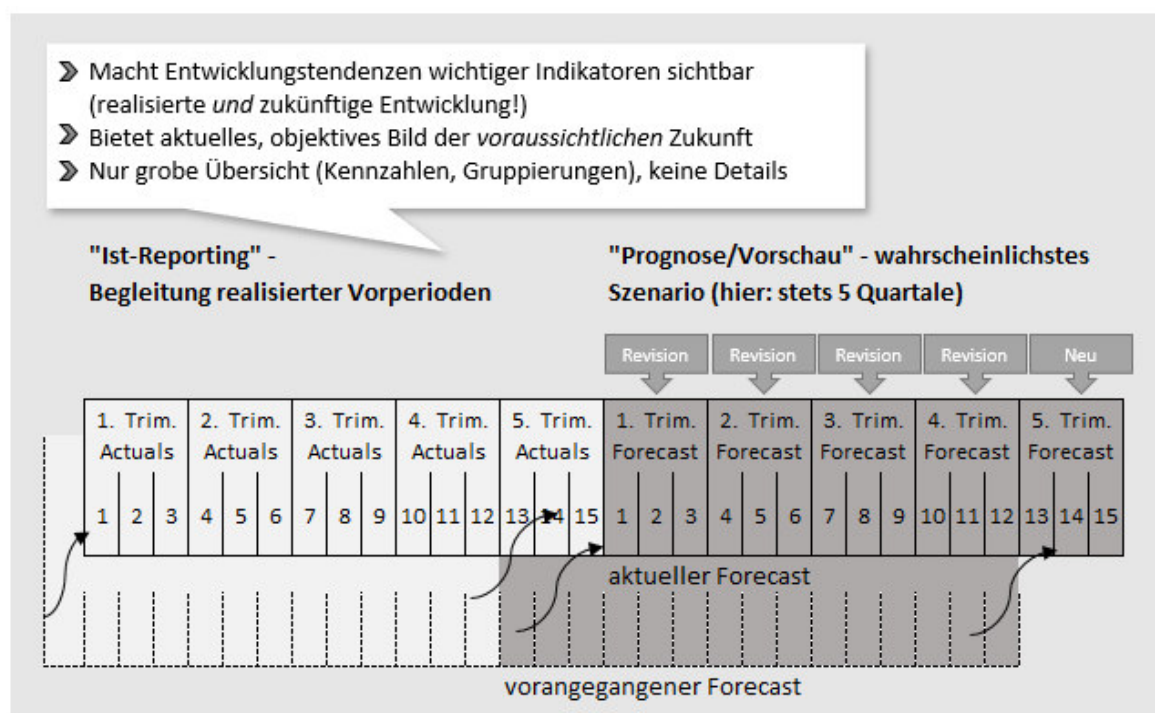 Macht Entwicklungstendenzen wichtiger Indikatoren sichtbar
(realisierte und zukünftige Entwicklung!)
Bietet aktuelles, objektives Bild der voraussichtlichen Zukunft
Nur grobe Übersicht (Kennzahlen, Gruppierungen), keine Details
"Ist-Reporting" -
Begleitung realisierter Vorperioden
"Prognose/Vorschau" - wahrscheinlichstes
Szenario (hier: stets 5 Quartale)
Revision Revision Revision Revision Neu
1. Trim. 2. Trim. 3. Trim. 4. Trim. 5. Trim. 1. Trim. 2. Trim. 3. Trim. 4. Trim. 5. Trim.
Actuals Actuals Actuals Actuals Actuals Forecast Forecast Forecast Forecast Forecast
1 2 3 4 5 6 7 8 9 10 11 12 13 14 15 1 2 3 4 5 6 7 8 9 10 11 12 13 14 15
aktueller Forecast
vorangegangener Forecast